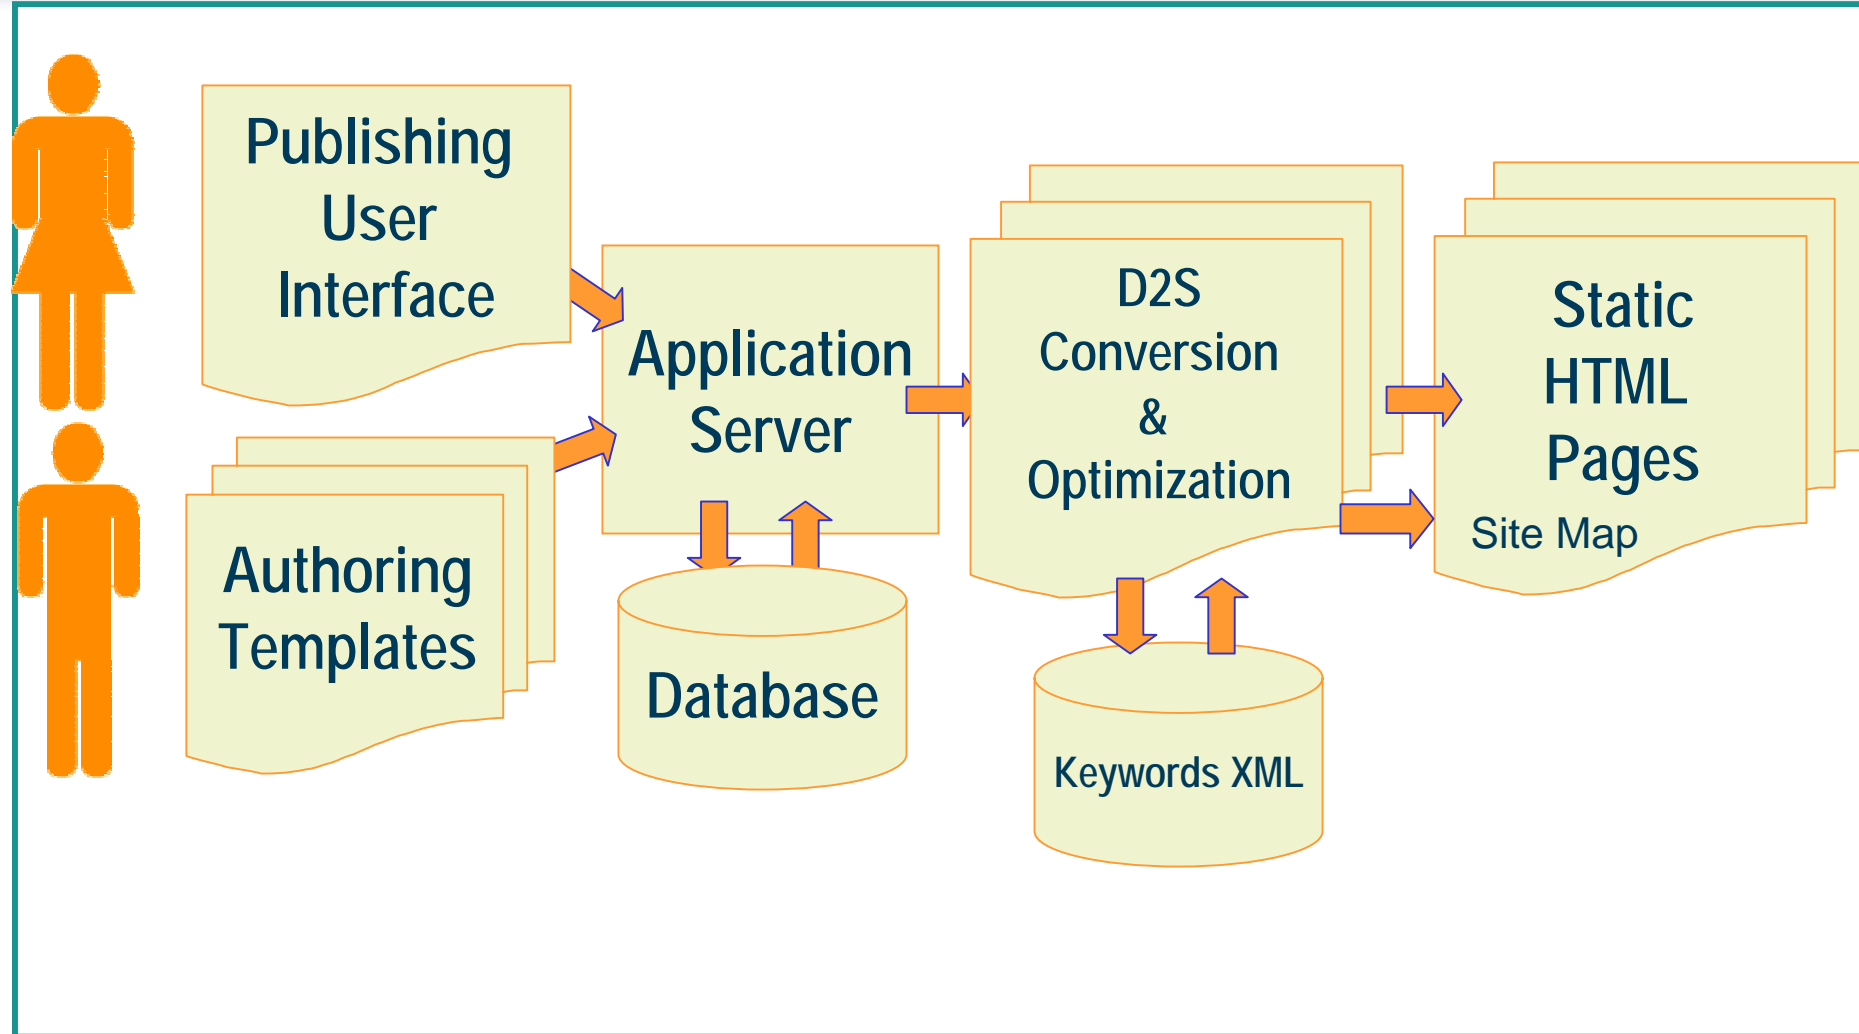 Publishing
User
Interface
Authoring
Templates
Application
Server
Database
D2S
Conversion
&
Optimization
Keywords XML
Static
HTML
Pages
Site Map